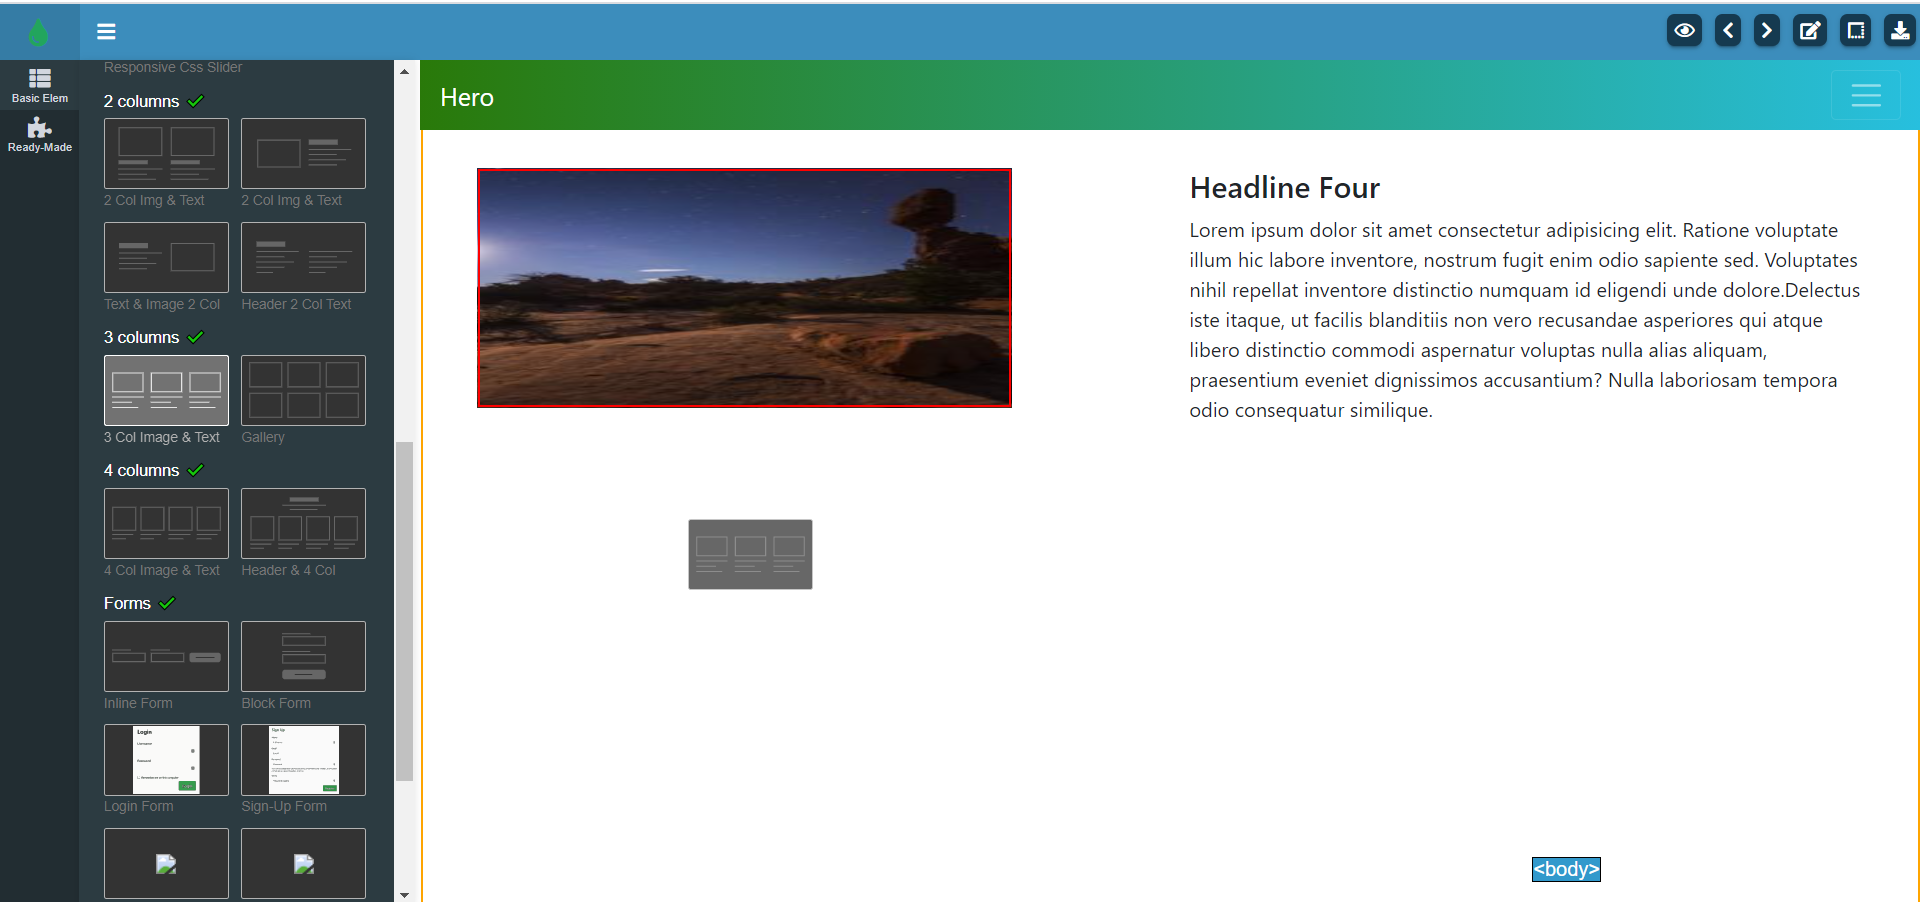 Basic Elem
Ready-Made
Responsive Css Slider
2 columns
2 Col Img & Text
2 Col Img & Text
Text & Image 2 Col
Header 2 Col Text
3 columns
3 Col Image & Text
Gallery
4 columns
4 Col Image & Text
Header & 4 Col
Forms
Inline Form
Block Form
Login
Login Form
Sign Up
Sign-Up Form
Hero
Headline Four
Lorem ipsum dolor sit amet consectetur adipisicing elit. Ratione voluptate
illum hic labore inventore, nostrum fugit enim odio sapiente sed. Voluptates
nihil repellat inventore distinctio numquam id eligendi unde dolore.Delectus
iste itaque, ut facilis blanditiis non vero recusandae asperiores qui atque
libero distinctio commodi aspernatur voluptas nulla alias aliquam,
praesentium eveniet dignissimos accusantium? Nulla laboriosam tempora
odio consequatur similique.
<body>